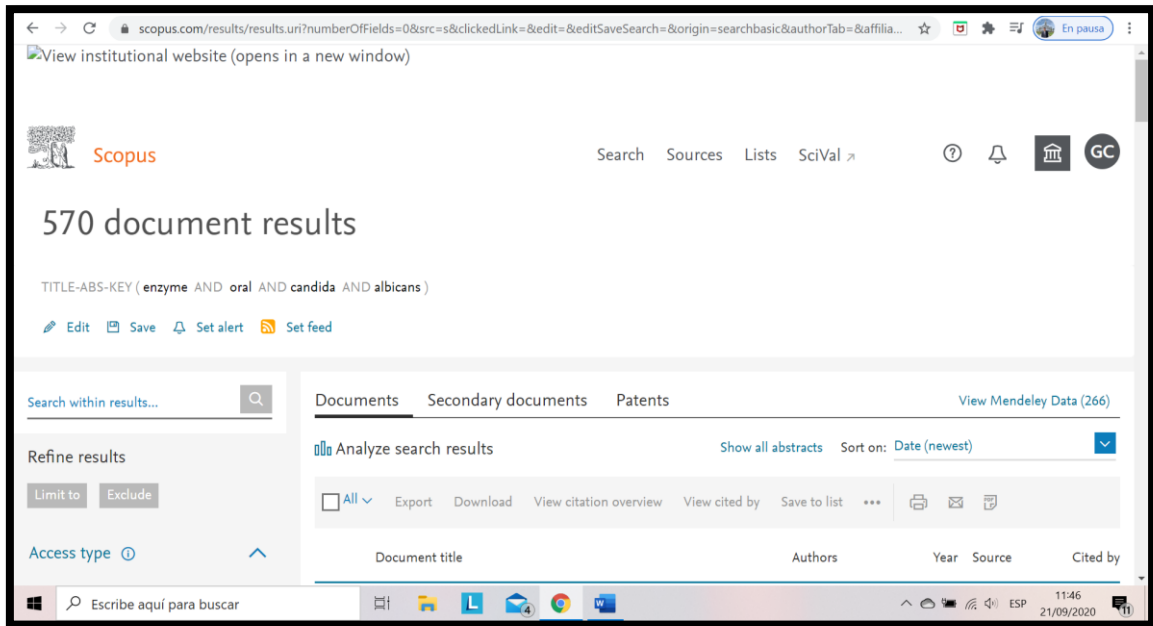 scopus.com/results/results.uri?numberOfFields=0&src=s&clickedLink=&edit=&editSaveSearch=&origin=searchbasic&authorTab=&affilia... En pausa
View institutional website (opens in a new window)
Scopus Search Sources Lists SciVal GC
570 document results
TITLE-ABS-KEY ( enzyme AND oral AND candida AND albicans )
Edit Save Set alert Set feed
Search within results...
Documents Secondary documents Patents View Mendeley Data (266)
Refine results
Analyze search results Show all abstracts Sort on: Date (newest)
Limit to Exclude
All Export Download View citation overview View cited by Save to list
Access type
Document title Authors Year Source Cited by
Escribe aquí para buscar L 4 ESP 11:46
21/09/2020 11